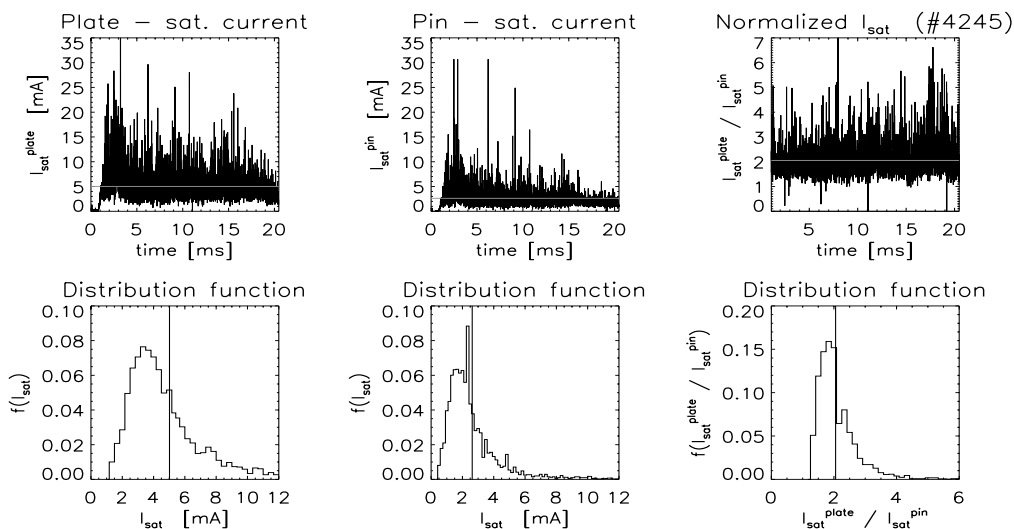 Plate – sat. current
Pin – sat. current
Normalized I_sat (#4245)
I_sat^plate [mA]
35
30
25
20
15
10
5
0
0 5 10 15 20
time [ms]
I_sat^pin [mA]
35
30
25
20
15
10
5
0
0 5 10 15 20
time [ms]
I_sat^plate / I_sat^pin
7
6
5
4
3
2
1
0
5 10 15 20
time [ms]
Distribution function
Distribution function
Distribution function
f(I_sat)
0.10
0.08
0.06
0.04
0.02
0.00
0 2 4 6 8 10 12
I_sat [mA]
f(I_sat)
0.10
0.08
0.06
0.04
0.02
0.00
0 2 4 6 8 10 12
I_sat [mA]
f(I_sat^plate / I_sat^pin)
0.20
0.15
0.10
0.05
0.00
0 2 4 6
I_sat^plate / I_sat^pin